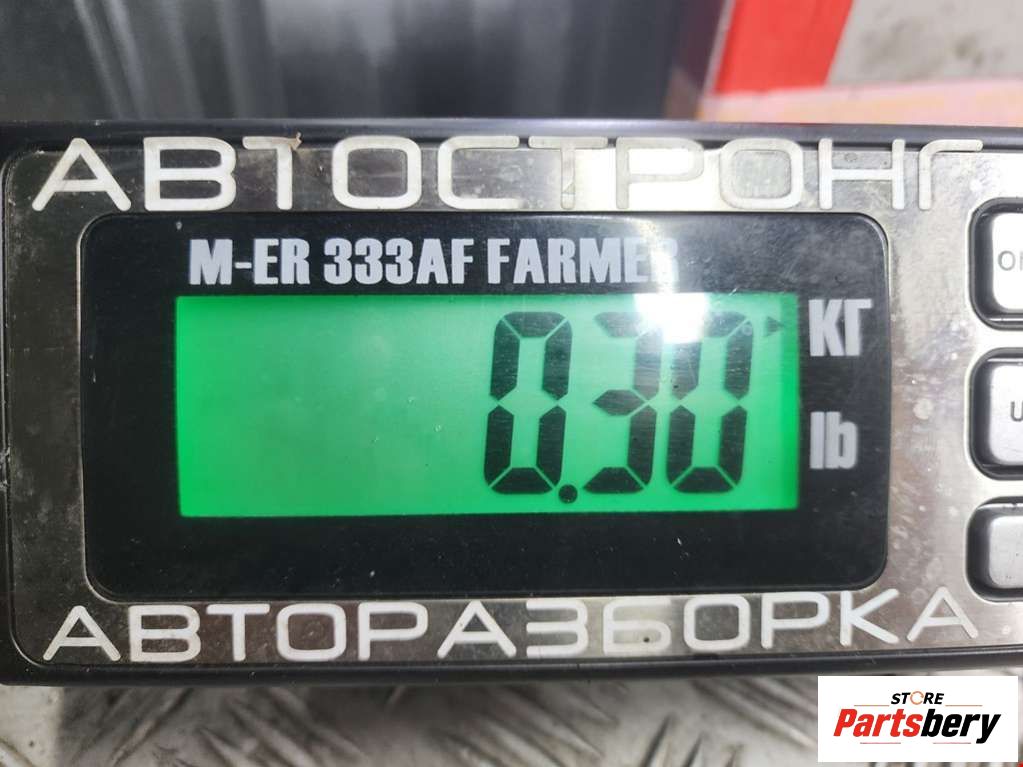 АВТОСТРОНГ
M-ER 333AF FARMER
0.30
КГ
lb
АВТОРАЗБОРКА
STORE
Partsbery